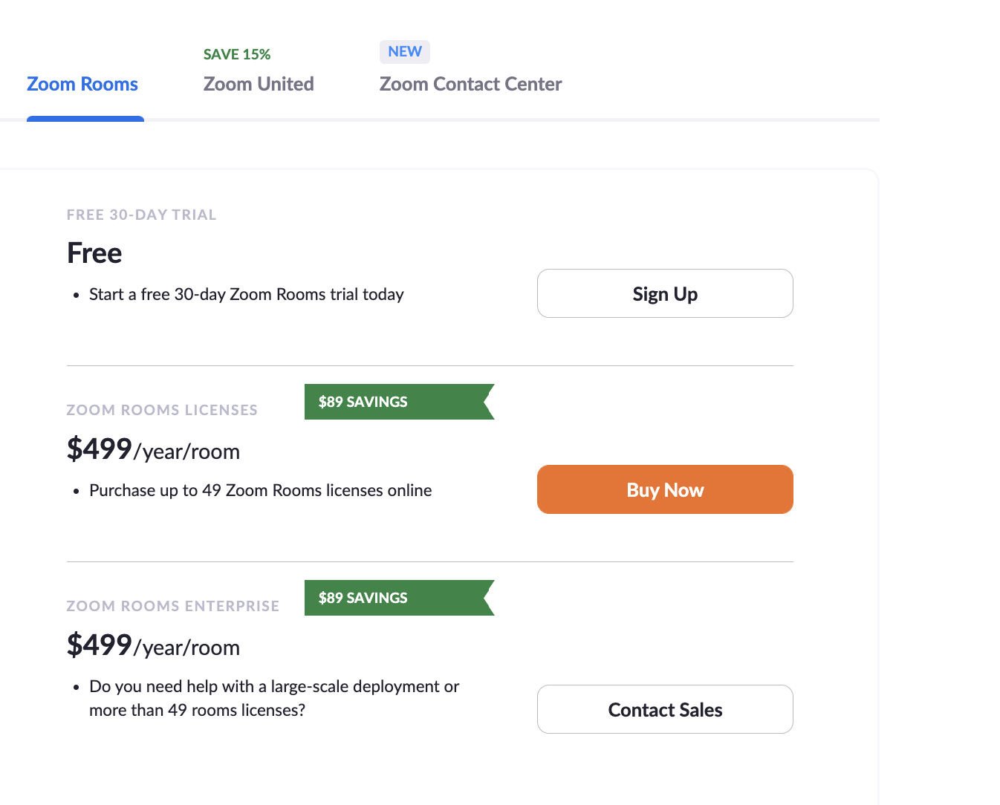 SAVE 15%
NEW
Zoom Rooms
Zoom United
Zoom Contact Center
FREE 30-DAY TRIAL
Free
• Start a free 30-day Zoom Rooms trial today
Sign Up
ZOOM ROOMS LICENSES
$89 SAVINGS
$499/year/room
• Purchase up to 49 Zoom Rooms licenses online
Buy Now
ZOOM ROOMS ENTERPRISE
$89 SAVINGS
$499/year/room
• Do you need help with a large-scale deployment or
more than 49 rooms licenses?
Contact Sales